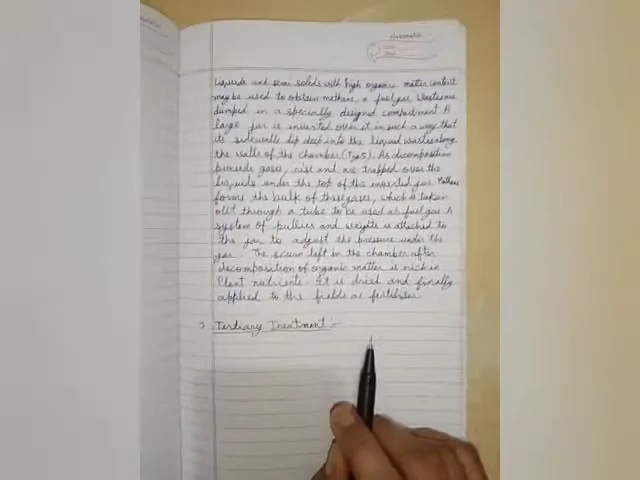 Classmate
Liquids and semi solids with high organic matter content
may be used to obtain methane, a fuel gas. Wastes are
dumped in a specially designed compartment A
large jar is inverted over it in such a way that
its sidewalls dip deep into the liquid wastes along
the walls of the chamber As decomposition
proceeds gases, rise and are trapped over the
liquids under the top of the inverted jar Methane
forms the bulk of these gases, which is taken
out through a tube to be used as fuel gas A
system of pullies and weights is attached to
the jar to adjust the pressure under the
jar. The scum left in the chamber after
decomposition of organic matter is rich in
Plant nutrients. It is dried and finally
applied to the fields as fertiliser.
3 Tertiary Treatment :-